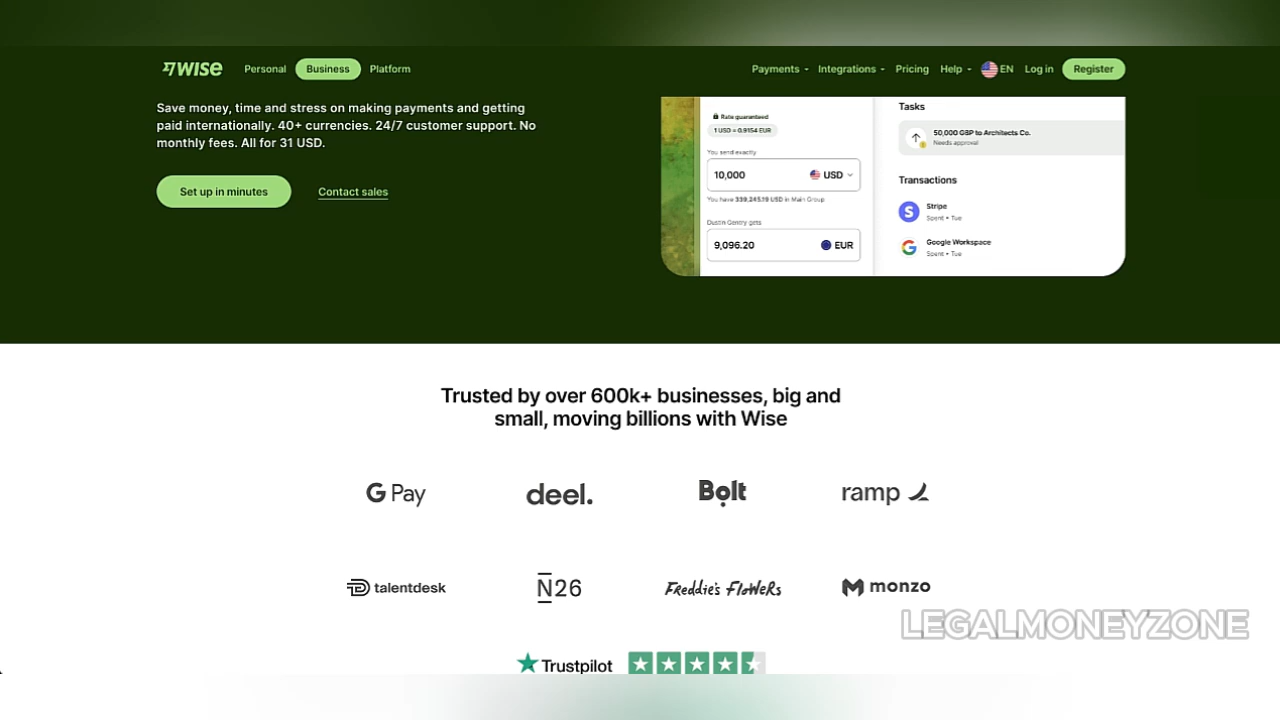 WISE
Personal
Business
Platform
Payments
Integrations
Pricing
Help
EN
Log in
Register
Save money, time and stress on making payments and getting
paid internationally. 40+ currencies. 24/7 customer support. No
monthly fees. All for 31 USD.
Set up in minutes
Contact sales
Rate guaranteed
1 USD = 0.9154 EUR
You send exactly
10,000
USD
You have 339,245.19 USD in Main Group
Dustin Gentry gets
9,096.20
EUR
Tasks
50,000 GBP to Architects Co.
Needs approval
Transactions
S
Stripe
Spent • Tue
G
Google Workspace
Spent • Tue
Trusted by over 600k+ businesses, big and
small, moving billions with Wise
G Pay
deel.
Bolt
ramp
talentdesk
N26
Freddie's Flowers
monzo
LEGALMONEYZONE
Trustpilot